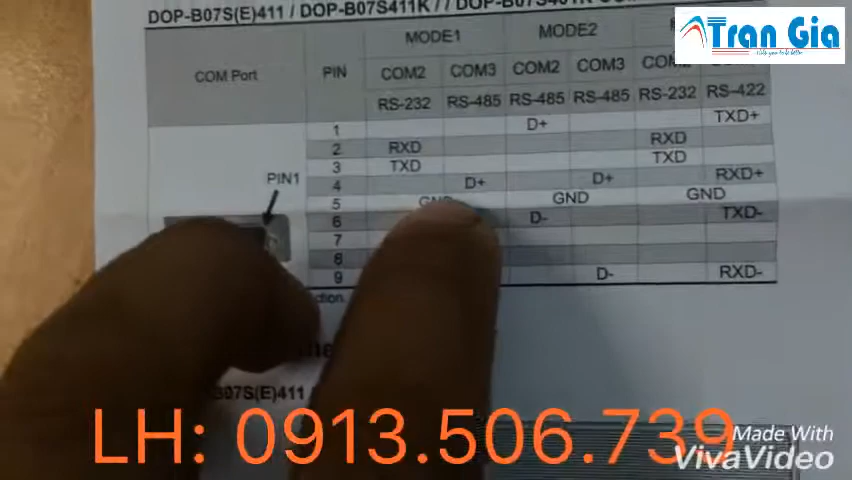 DOP-B07S(E)411 / DOP-B07S411K /
Tran Gia
MODE1 MODE2
COM Port PIN COM2 COM3 COM2 COM3 COM2
RS-232 RS-485 RS-485 RS-485 RS-232 RS-422
1 D+ TXD+
2 RXD RXD
3 TXD TXD
PIN1
4 D+ D+ RXD+
5 GND GND GND
6 D- TXD-
7
8
9 D- RXD-
B07S(E)411
LH: 0913.506.739
Made With
VivaVideo